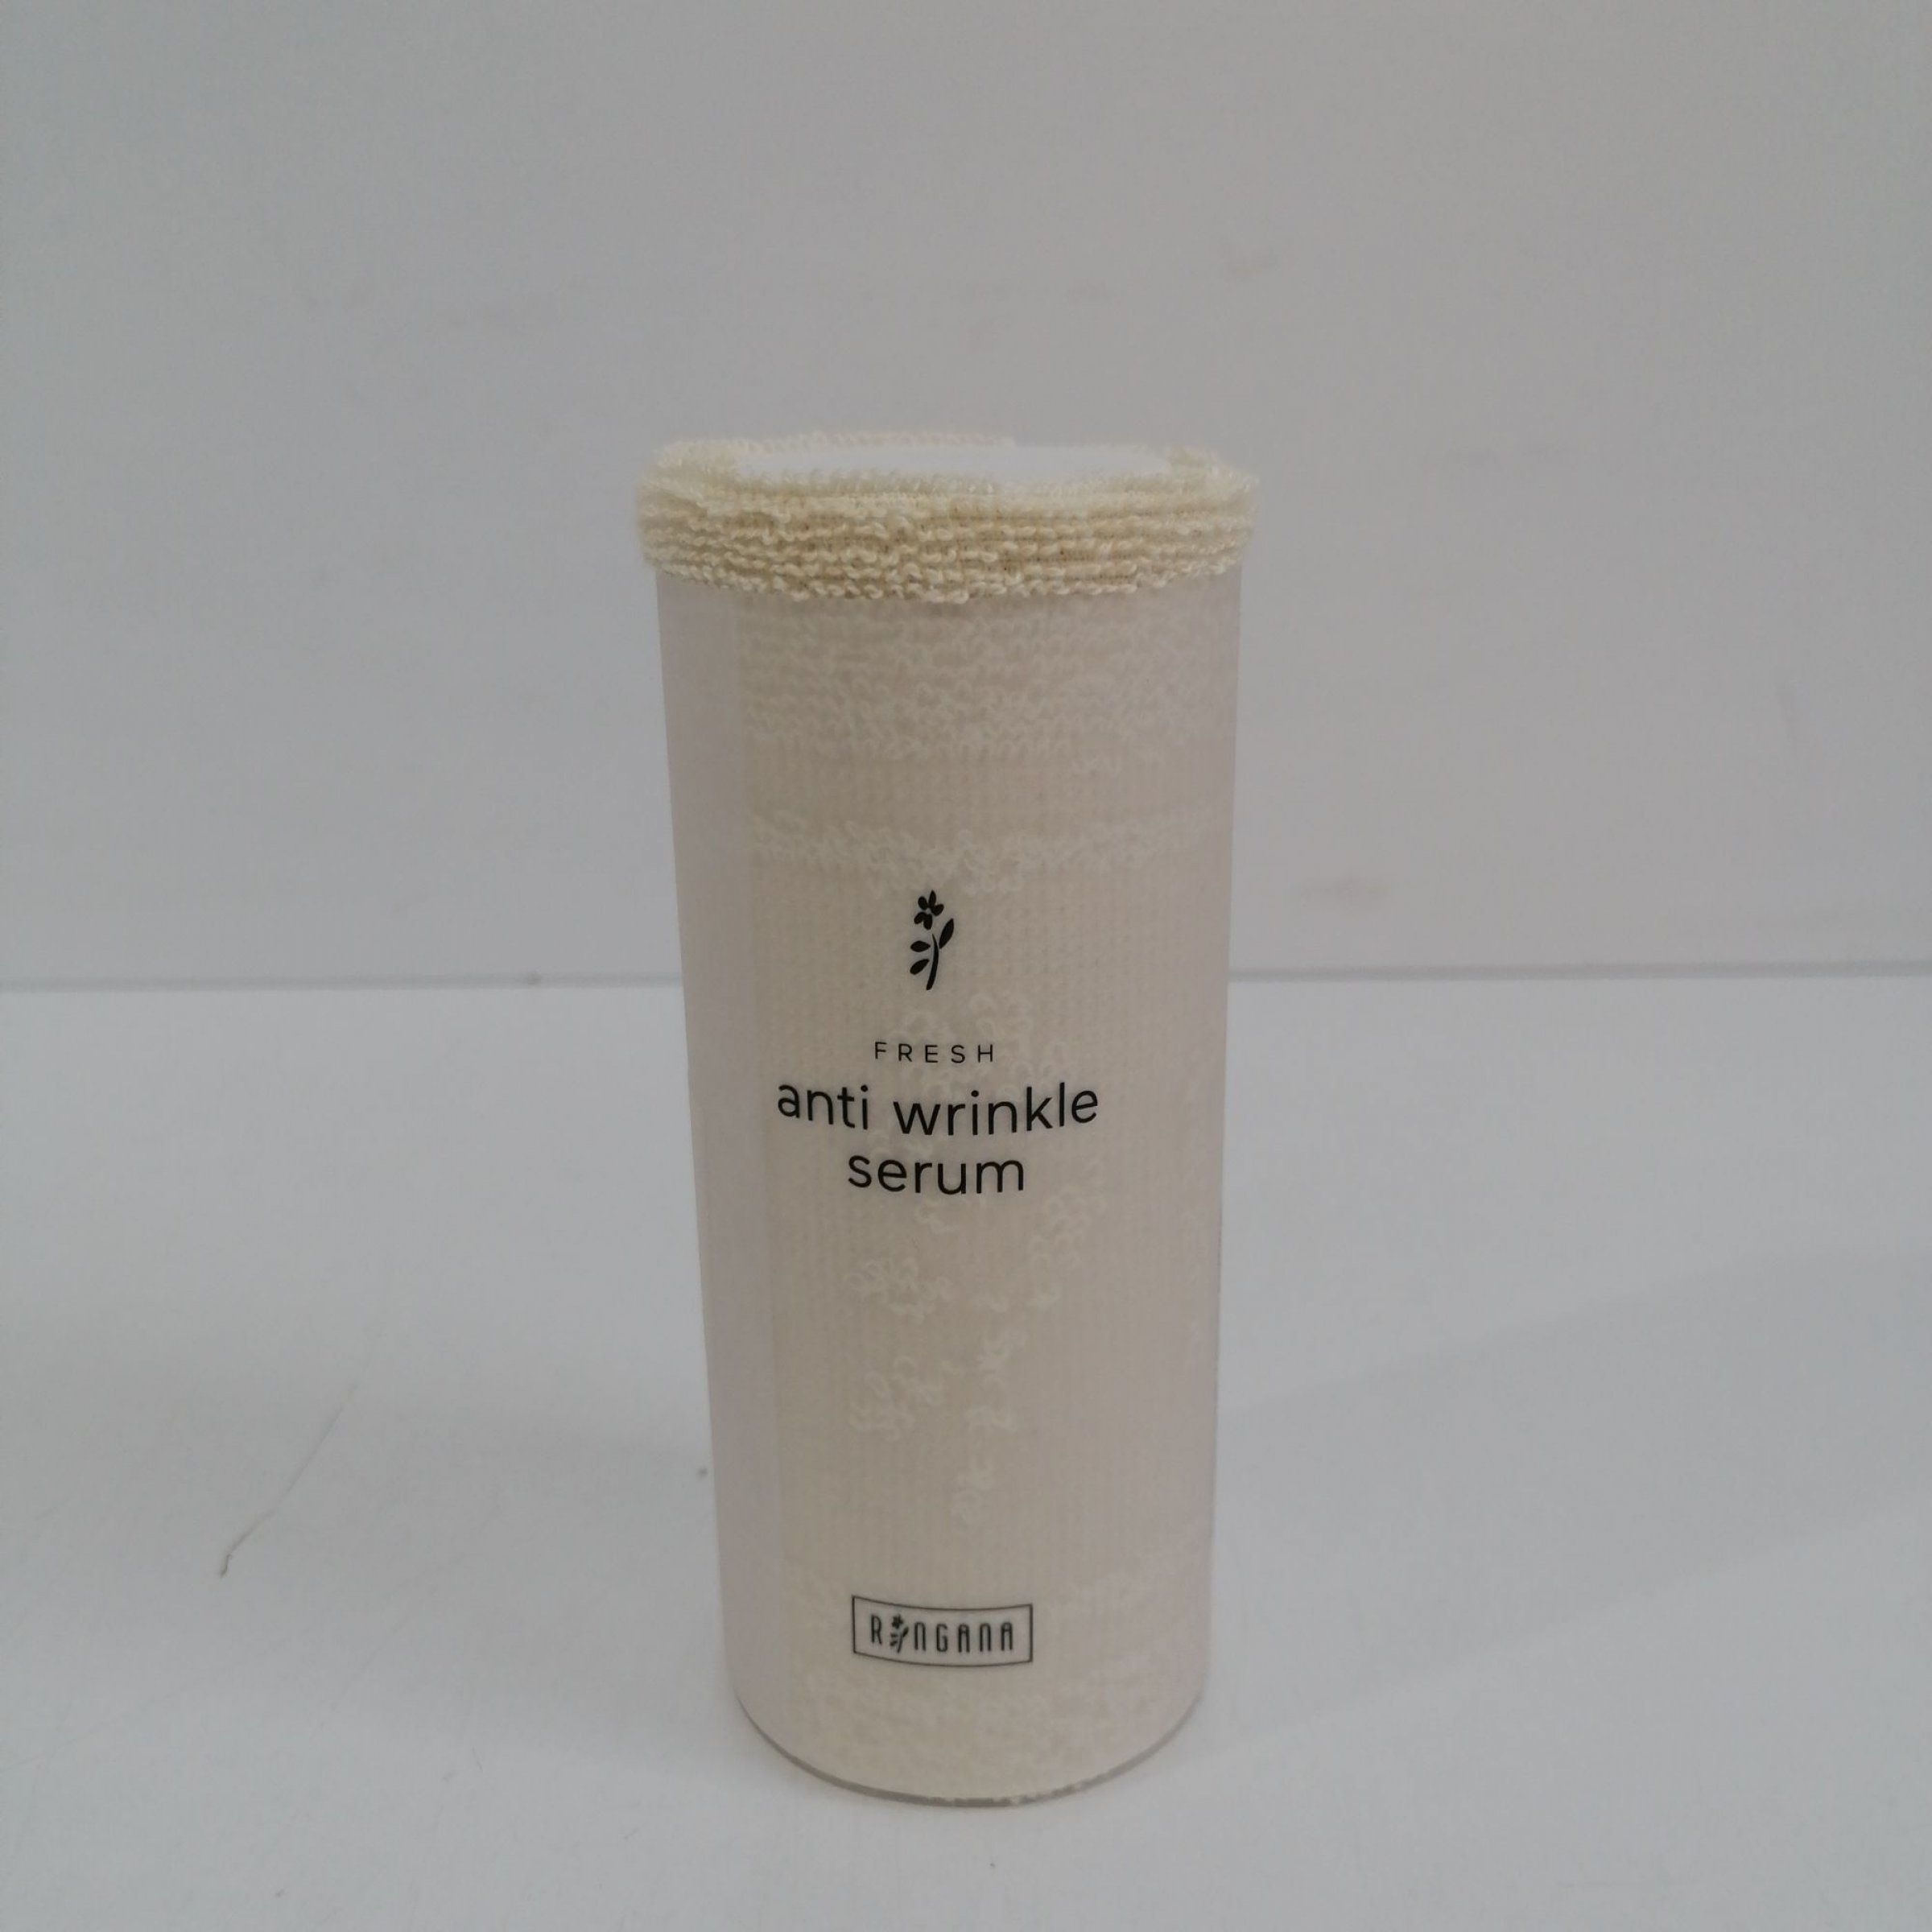 FRESH
anti wrinkle
serum
RINGANA